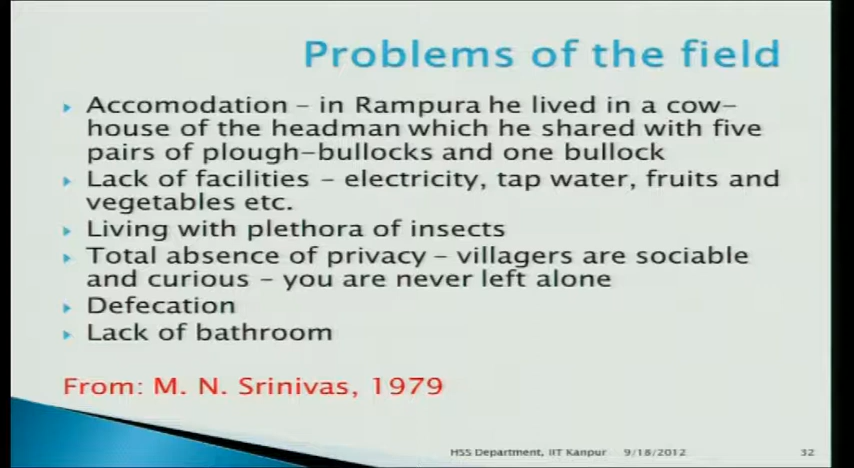 Problems of the field
Accomodation – in Rampura he lived in a cow-
house of the headman which he shared with five
pairs of plough-bullocks and one bullock
Lack of facilities – electricity, tap water, fruits and
vegetables etc.
Living with plethora of insects
Total absence of privacy – villagers are sociable
and curious – you are never left alone
Defecation
Lack of bathroom
From: M. N. Srinivas, 1979
HSS Department, IIT Kanpur 9/18/2012 32